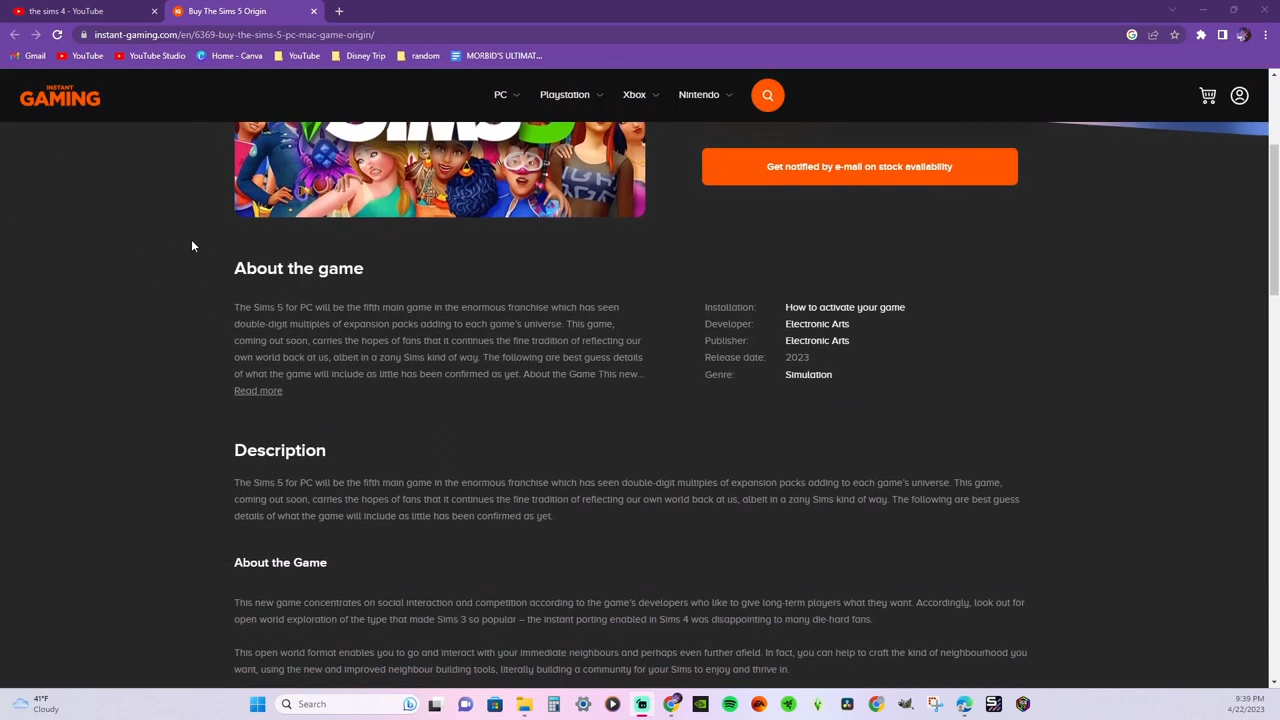 the sims 4 - YouTube
Buy The Sims 5 Origin
instant-gaming.com/en/6369-buy-the-sims-5-pc-mac-game-origin/
Gmail
YouTube
YouTube Studio
Home - Canva
YouTube
Disney Trip
random
MORBID'S ULTIMAT...
INSTANT
GAMING
PC
Playstation
Xbox
Nintendo
Get notified by e-mail on stock availability
About the game
The Sims 5 for PC will be the fifth main game in the enormous franchise which has seen
double-digit multiples of expansion packs adding to each game's universe. This game,
coming out soon, carries the hopes of fans that it continues the fine tradition of reflecting our
own world back at us, albeit in a zany Sims kind of way. The following are best guess details
of what the game will include as little has been confirmed as yet. About the Game This new...
Read more
Installation: How to activate your game
Developer: Electronic Arts
Publisher: Electronic Arts
Release date: 2023
Genre: Simulation
Description
The Sims 5 for PC will be the fifth main game in the enormous franchise which has seen double-digit multiples of expansion packs adding to each game's universe. This game,
coming out soon, carries the hopes of fans that it continues the fine tradition of reflecting our own world back at us, albeit in a zany Sims kind of way. The following are best guess
details of what the game will include as little has been confirmed as yet.
About the Game
This new game concentrates on social interaction and competition according to the game's developers who like to give long-term players what they want. Accordingly, look out for
open world exploration of the type that made Sims 3 so popular – the instant porting enabled in Sims 4 was disappointing to many die-hard fans.
This open world format enables you to go and interact with your immediate neighbours and perhaps even further afield. In fact, you can help to craft the kind of neighbourhood you
want, using the new and improved neighbour building tools, literally building a community for your Sims to enjoy and thrive in.
41°F
Cloudy
Search
9:39 PM
4/22/2023